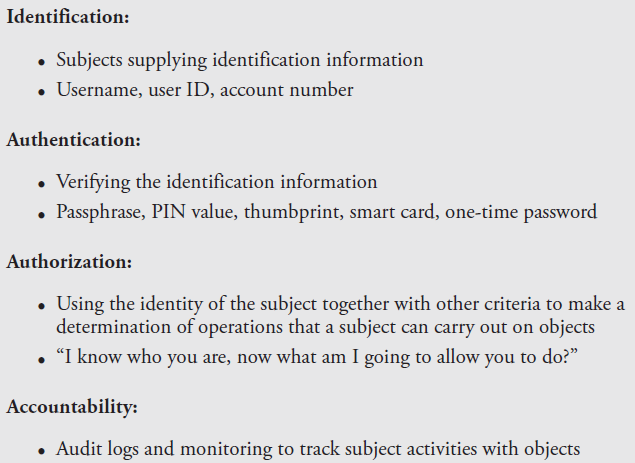 Identification:
• Subjects supplying identification information
• Username, user ID, account number
Authentication:
• Verifying the identification information
• Passphrase, PIN value, thumbprint, smart card, one-time password
Authorization:
• Using the identity of the subject together with other criteria to make a
determination of operations that a subject can carry out on objects
• “I know who you are, now what am I going to allow you to do?”
Accountability:
• Audit logs and monitoring to track subject activities with objects